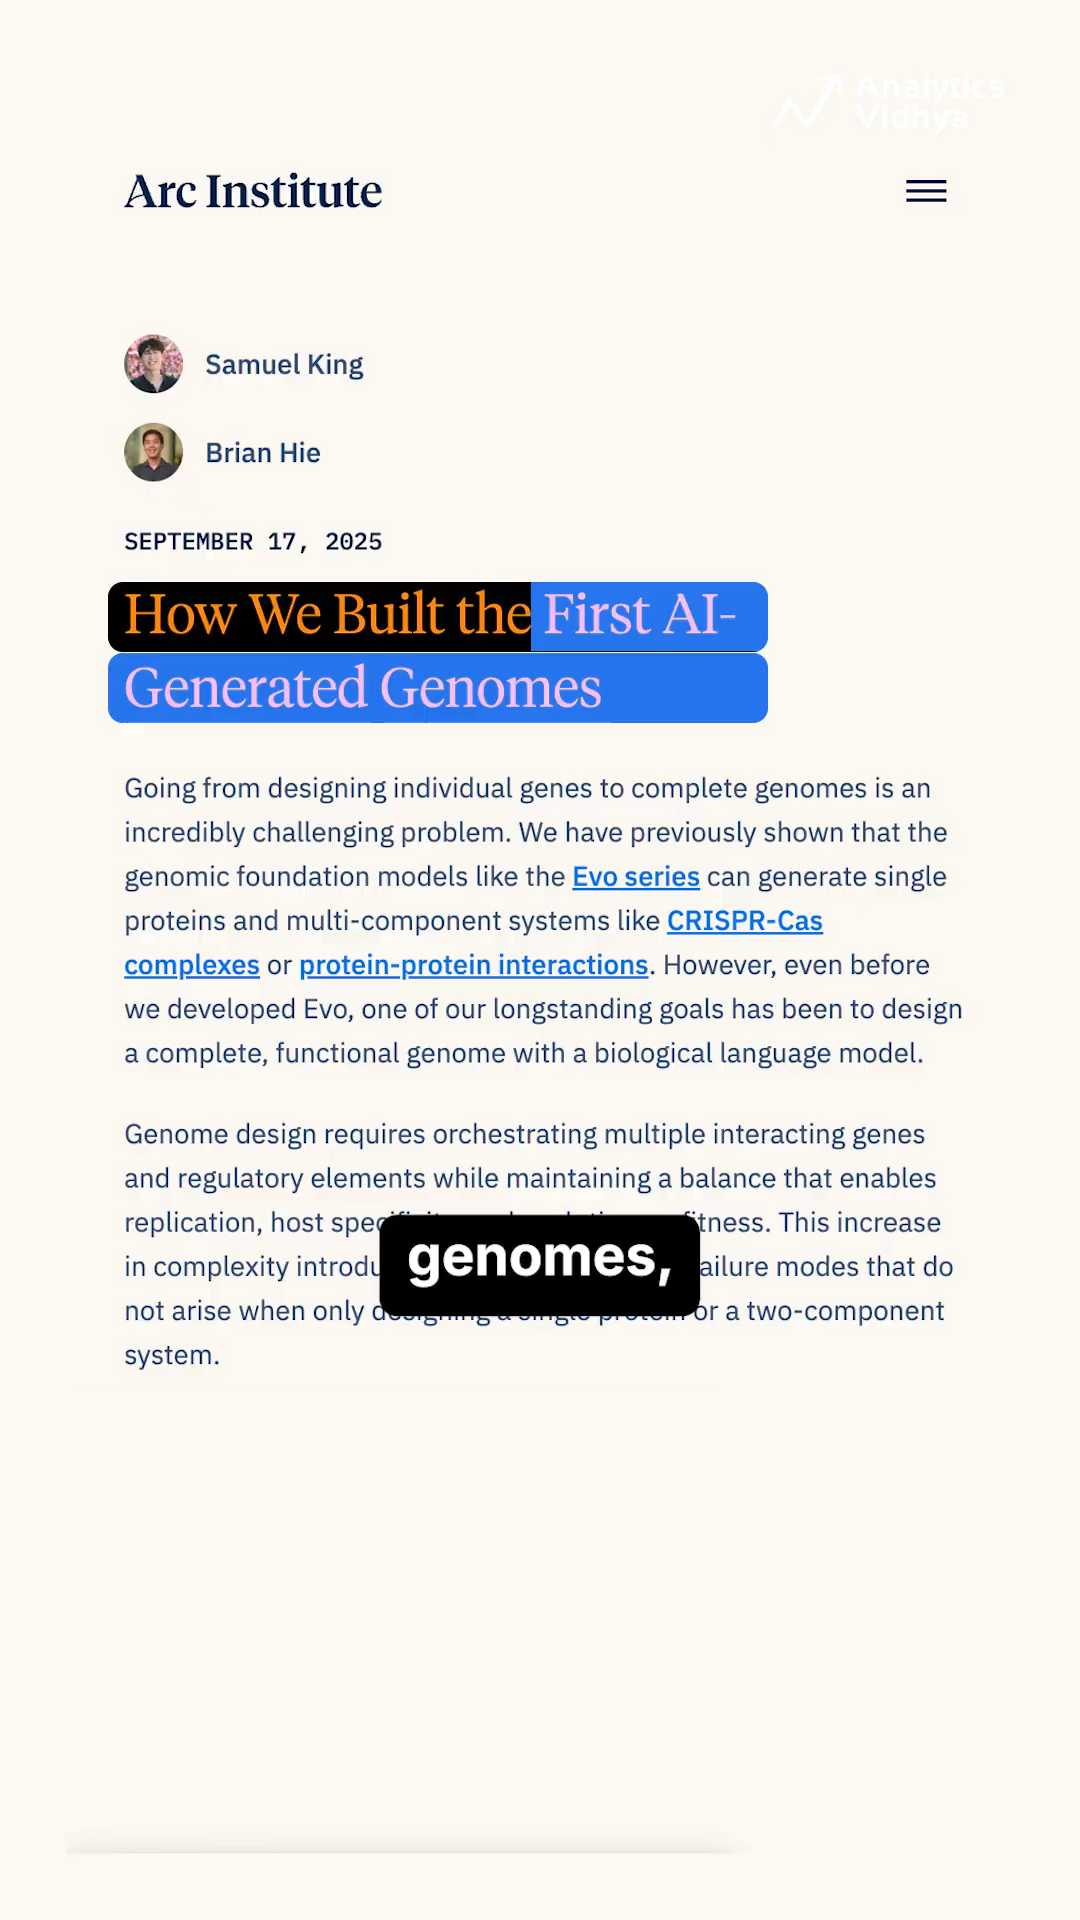 Analytics
Vidhya
Arc Institute
Samuel King
Brian Hie
SEPTEMBER 17, 2025
How We Built the First AI-
Generated Genomes
Going from designing individual genes to complete genomes is an
incredibly challenging problem. We have previously shown that the
genomic foundation models like the Evo series can generate single
proteins and multi-component systems like CRISPR-Cas
complexes or protein-protein interactions. However, even before
we developed Evo, one of our longstanding goals has been to design
a complete, functional genome with a biological language model.
Genome design requires orchestrating multiple interacting genes
and regulatory elements while maintaining a balance that enables
replication, host fitness. This increase
in complexity modes that do
not arise when only designing a single protein or a two-component
system.
genomes,